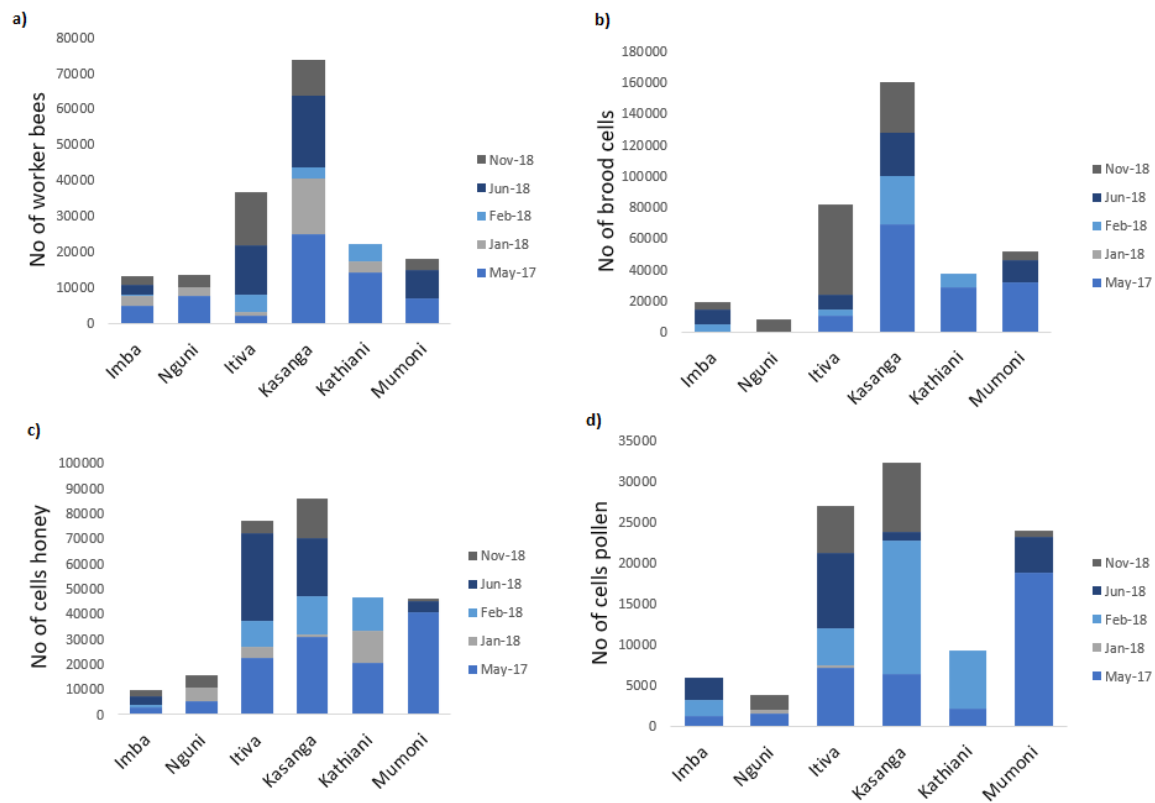 a)
No of worker bees
80000
70000
60000
50000
40000
30000
20000
10000
0
Imba
Nguni
Itiva
Kasanga
Kathiani
Mumoni
Nov-18
Jun-18
Feb-18
Jan-18
May-17
b)
No of brood cells
180000
160000
140000
120000
100000
80000
60000
40000
20000
0
Imba
Nguni
Itiva
Kasanga
Kathiani
Mumoni
Nov-18
Jun-18
Feb-18
Jan-18
May-17
c)
No of cells honey
100000
90000
80000
70000
60000
50000
40000
30000
20000
10000
0
Imba
Nguni
Itiva
Kasanga
Kathiani
Mumoni
Nov-18
Jun-18
Feb-18
Jan-18
May-17
d)
No of cells pollen
35000
30000
25000
20000
15000
10000
5000
0
Imba
Nguni
Itiva
Kasanga
Kathiani
Mumoni
Nov-18
Jun-18
Feb-18
Jan-18
May-17